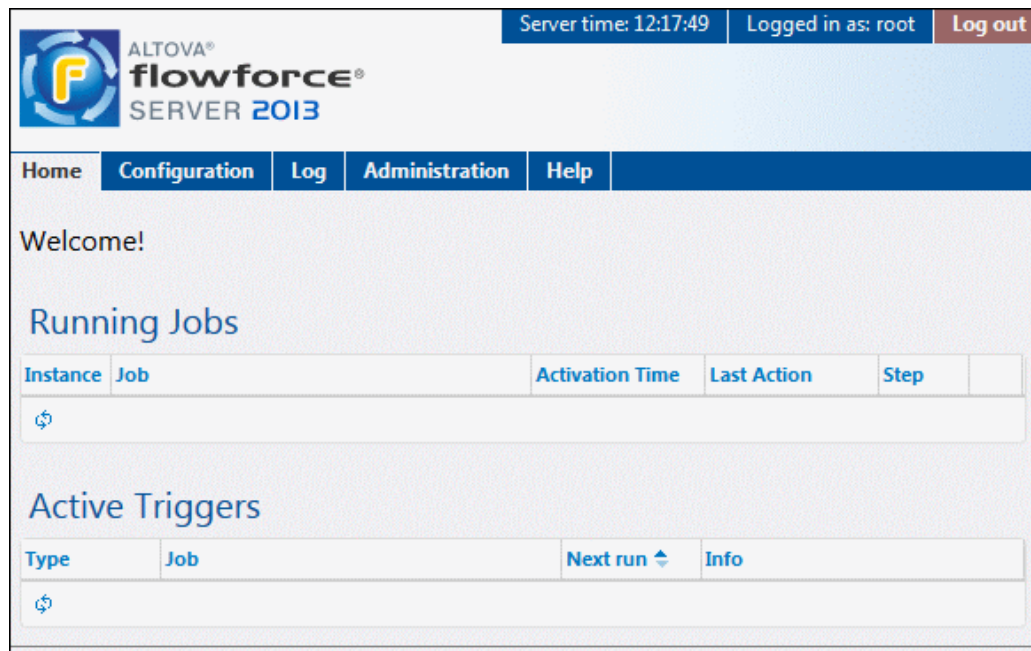 Server time: 12:17:49 Logged in as: root Log out
ALTOVA®
flowforce®
SERVER 2013
Home Configuration Log Administration Help
Welcome!
Running Jobs
Instance Job Activation Time Last Action Step
Active Triggers
Type Job Next run Info